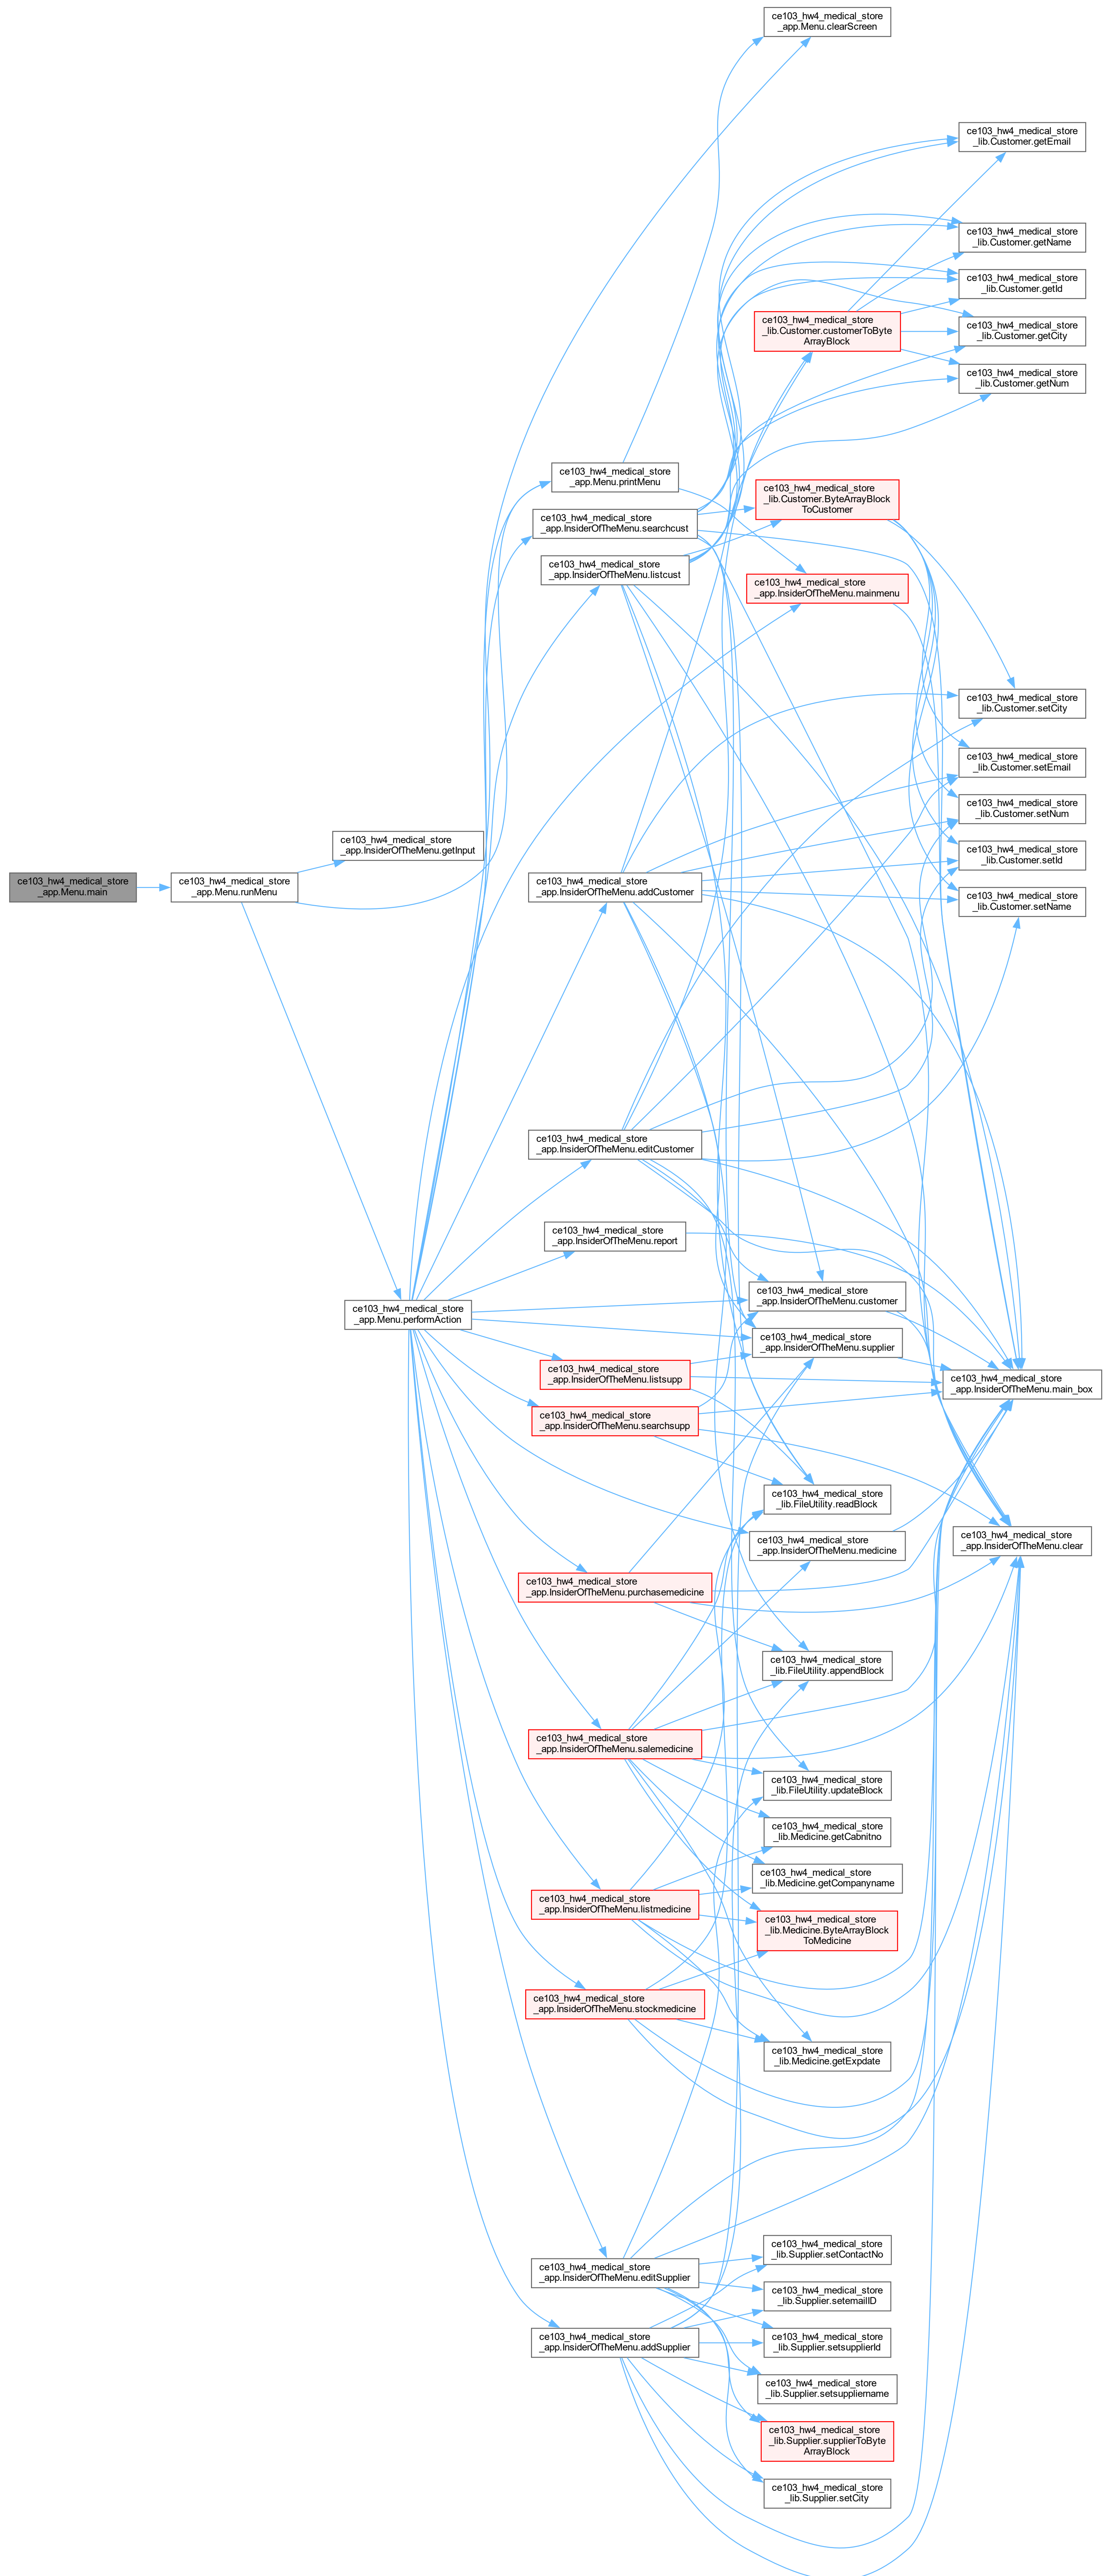 ce103_hw4_medical_store
_app.Menu.clearScreen
ce103_hw4_medical_store
_lib.Customer.getEmail
ce103_hw4_medical_store
_lib.Customer.getName
ce103_hw4_medical_store
_lib.Customer.getId
ce103_hw4_medical_store
_lib.Customer.customerToByte
ArrayBlock
ce103_hw4_medical_store
_lib.Customer.getCity
ce103_hw4_medical_store
_lib.Customer.getNum
ce103_hw4_medical_store
_app.Menu.printMenu
ce103_hw4_medical_store
_lib.Customer.ByteArrayBlock
ToCustomer
ce103_hw4_medical_store
_app.InsiderOfTheMenu.searchcust
ce103_hw4_medical_store
_app.InsiderOfTheMenu.listcust
ce103_hw4_medical_store
_app.InsiderOfTheMenu.mainmenu
ce103_hw4_medical_store
_lib.Customer.setCity
ce103_hw4_medical_store
_lib.Customer.setEmail
ce103_hw4_medical_store
_lib.Customer.setNum
ce103_hw4_medical_store
_app.InsiderOfTheMenu.getInput
ce103_hw4_medical_store
_lib.Customer.setId
ce103_hw4_medical_store
_app.Menu.main
ce103_hw4_medical_store
_app.Menu.runMenu
ce103_hw4_medical_store
_app.InsiderOfTheMenu.addCustomer
ce103_hw4_medical_store
_lib.Customer.setName
ce103_hw4_medical_store
_app.InsiderOfTheMenu.editCustomer
ce103_hw4_medical_store
_app.InsiderOfTheMenu.report
ce103_hw4_medical_store
_app.InsiderOfTheMenu.customer
ce103_hw4_medical_store
_app.Menu.performAction
ce103_hw4_medical_store
_app.InsiderOfTheMenu.supplier
ce103_hw4_medical_store
_app.InsiderOfTheMenu.listsupp
ce103_hw4_medical_store
_app.InsiderOfTheMenu.main_box
ce103_hw4_medical_store
_app.InsiderOfTheMenu.searchsupp
ce103_hw4_medical_store
_lib.FileUtility.readBlock
ce103_hw4_medical_store
_app.InsiderOfTheMenu.medicine
ce103_hw4_medical_store
_app.InsiderOfTheMenu.clear
ce103_hw4_medical_store
_app.InsiderOfTheMenu.purchasemedicine
ce103_hw4_medical_store
_lib.FileUtility.appendBlock
ce103_hw4_medical_store
_app.InsiderOfTheMenu.salemedicine
ce103_hw4_medical_store
_lib.FileUtility.updateBlock
ce103_hw4_medical_store
_lib.Medicine.getCabnitno
ce103_hw4_medical_store
_lib.Medicine.getCompanyname
ce103_hw4_medical_store
_app.InsiderOfTheMenu.listmedicine
ce103_hw4_medical_store
_lib.Medicine.ByteArrayBlock
ToMedicine
ce103_hw4_medical_store
_app.InsiderOfTheMenu.stockmedicine
ce103_hw4_medical_store
_lib.Medicine.getExpdate
ce103_hw4_medical_store
_lib.Supplier.setContactNo
ce103_hw4_medical_store
_app.InsiderOfTheMenu.editSupplier
ce103_hw4_medical_store
_lib.Supplier.setemailID
ce103_hw4_medical_store
_app.InsiderOfTheMenu.addSupplier
ce103_hw4_medical_store
_lib.Supplier.setsupplierId
ce103_hw4_medical_store
_lib.Supplier.setsuppliername
ce103_hw4_medical_store
_lib.Supplier.supplierToByte
ArrayBlock
ce103_hw4_medical_store
_lib.Supplier.setCity